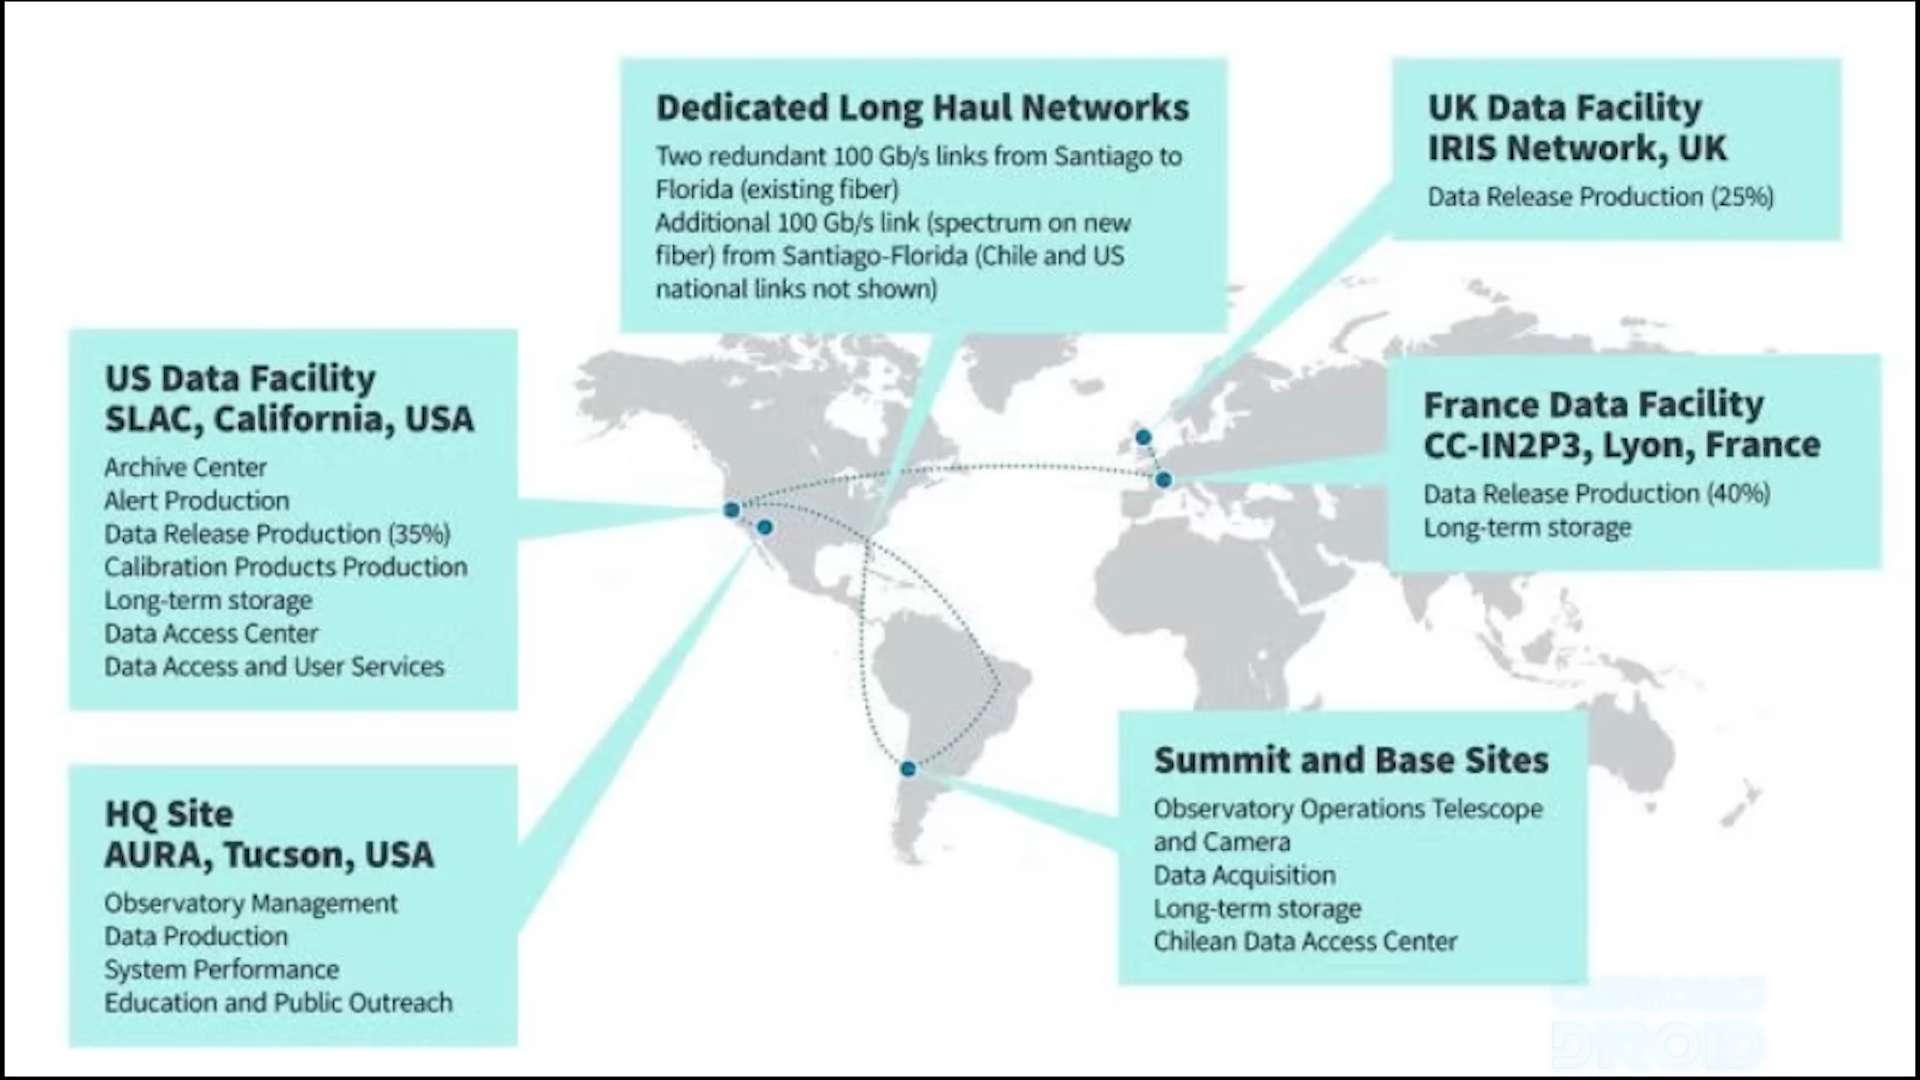 Dedicated Long Haul Networks
Two redundant 100 Gb/s links from Santiago to
Florida (existing fiber)
Additional 100 Gb/s link (spectrum on new
fiber) from Santiago-Florida (Chile and US
national links not shown)
UK Data Facility
IRIS Network, UK
Data Release Production (25%)
US Data Facility
SLAC, California, USA
Archive Center
Alert Production
Data Release Production (35%)
Calibration Products Production
Long-term storage
Data Access Center
Data Access and User Services
France Data Facility
CC-IN2P3, Lyon, France
Data Release Production (40%)
Long-term storage
HQ Site
AURA, Tucson, USA
Observatory Management
Data Production
System Performance
Education and Public Outreach
Summit and Base Sites
Observatory Operations Telescope
and Camera
Data Acquisition
Long-term storage
Chilean Data Access Center
DROID